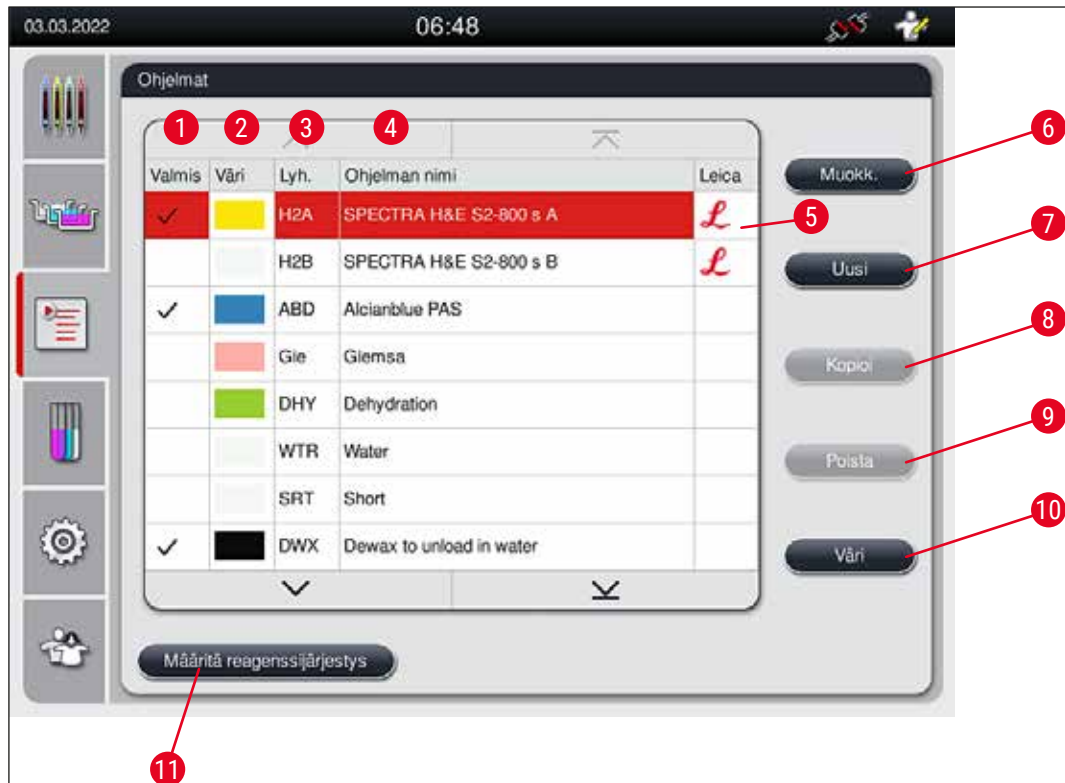 03.03.2022 06:48
Ohjelmat
1 2 3 4
Valmis Väri Lyh. Ohjelman nimi Leica
Muokk. 6
H2A SPECTRA H&E S2-800 s A L 5
H2B SPECTRA H&E S2-800 s B L
Uusi 7
ABD Alcianblue PAS
Gie Giemsa
Kopioi 8
DHY Dehydration
WTR Water
Poista 9
SRT Short
DWX Dewax to unload in water
Väri 10
Määritä reagenssijärjestys
11